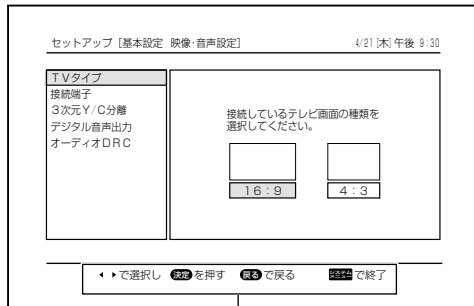 セットアップ [基本設定 映像・音声設定] 4/21 [木] 午後 9:30
TVタイプ
接続端子
3次元Y/C分離
デジタル音声出力
オーディオDRC
接続しているテレビ画面の種類を
選択してください。
16:9 4:3
で選択し 決定 を押す 戻る で戻る で終了